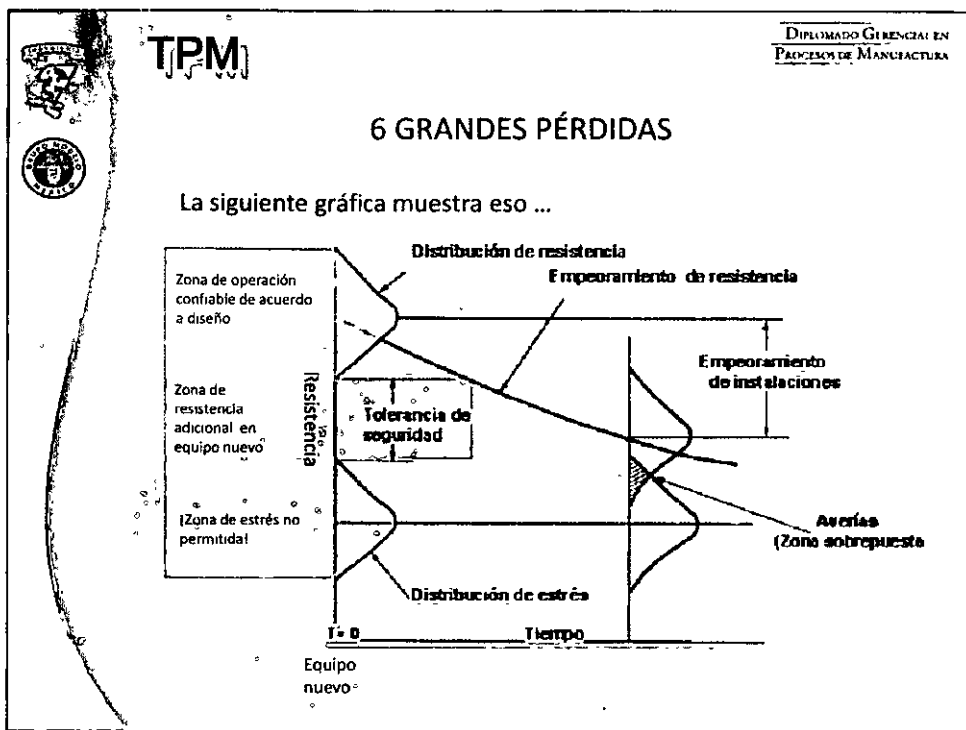 TPM
DIPLOMADO GERENCIAL EN
PROCESOS DE MANUFACTURA
GRUPO MODELO
MEXICO
6 GRANDES PÉRDIDAS
La siguiente gráfica muestra eso ...
Distribución de resistencia
Empeoramiento de resistencia
Zona de operación
confiable de acuerdo
a diseño
Empeoramiento
de instalaciones
Zona de
resistencia
adicional en
equipo nuevo
Resistencia
Tolerancia de
seguridad
¡Zona de estrés no
permitida!
Averías
(Zona sobrepuesta
Distribución de estrés
T= 0
Tiempo
Equipo
nuevo